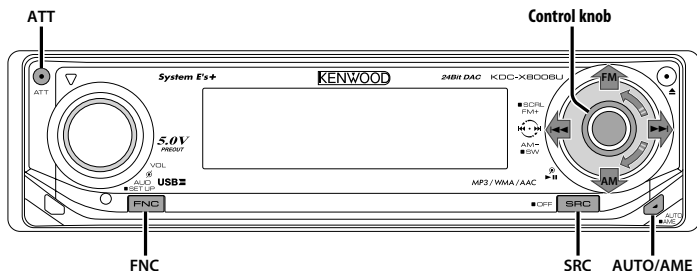 ATT
Control knob
ATT
System E's+
KENWOOD
24Bit DAC
KDC-X8006U
FM
■SCRL
FM+
AM−
■SW
5.0V
PREOUT
VOL
AUD
■SET UP
USB
MP3 / WMA / AAC
AM
FNC
■OFF
SRC
AUTO
■AME
FNC
SRC
AUTO/AME